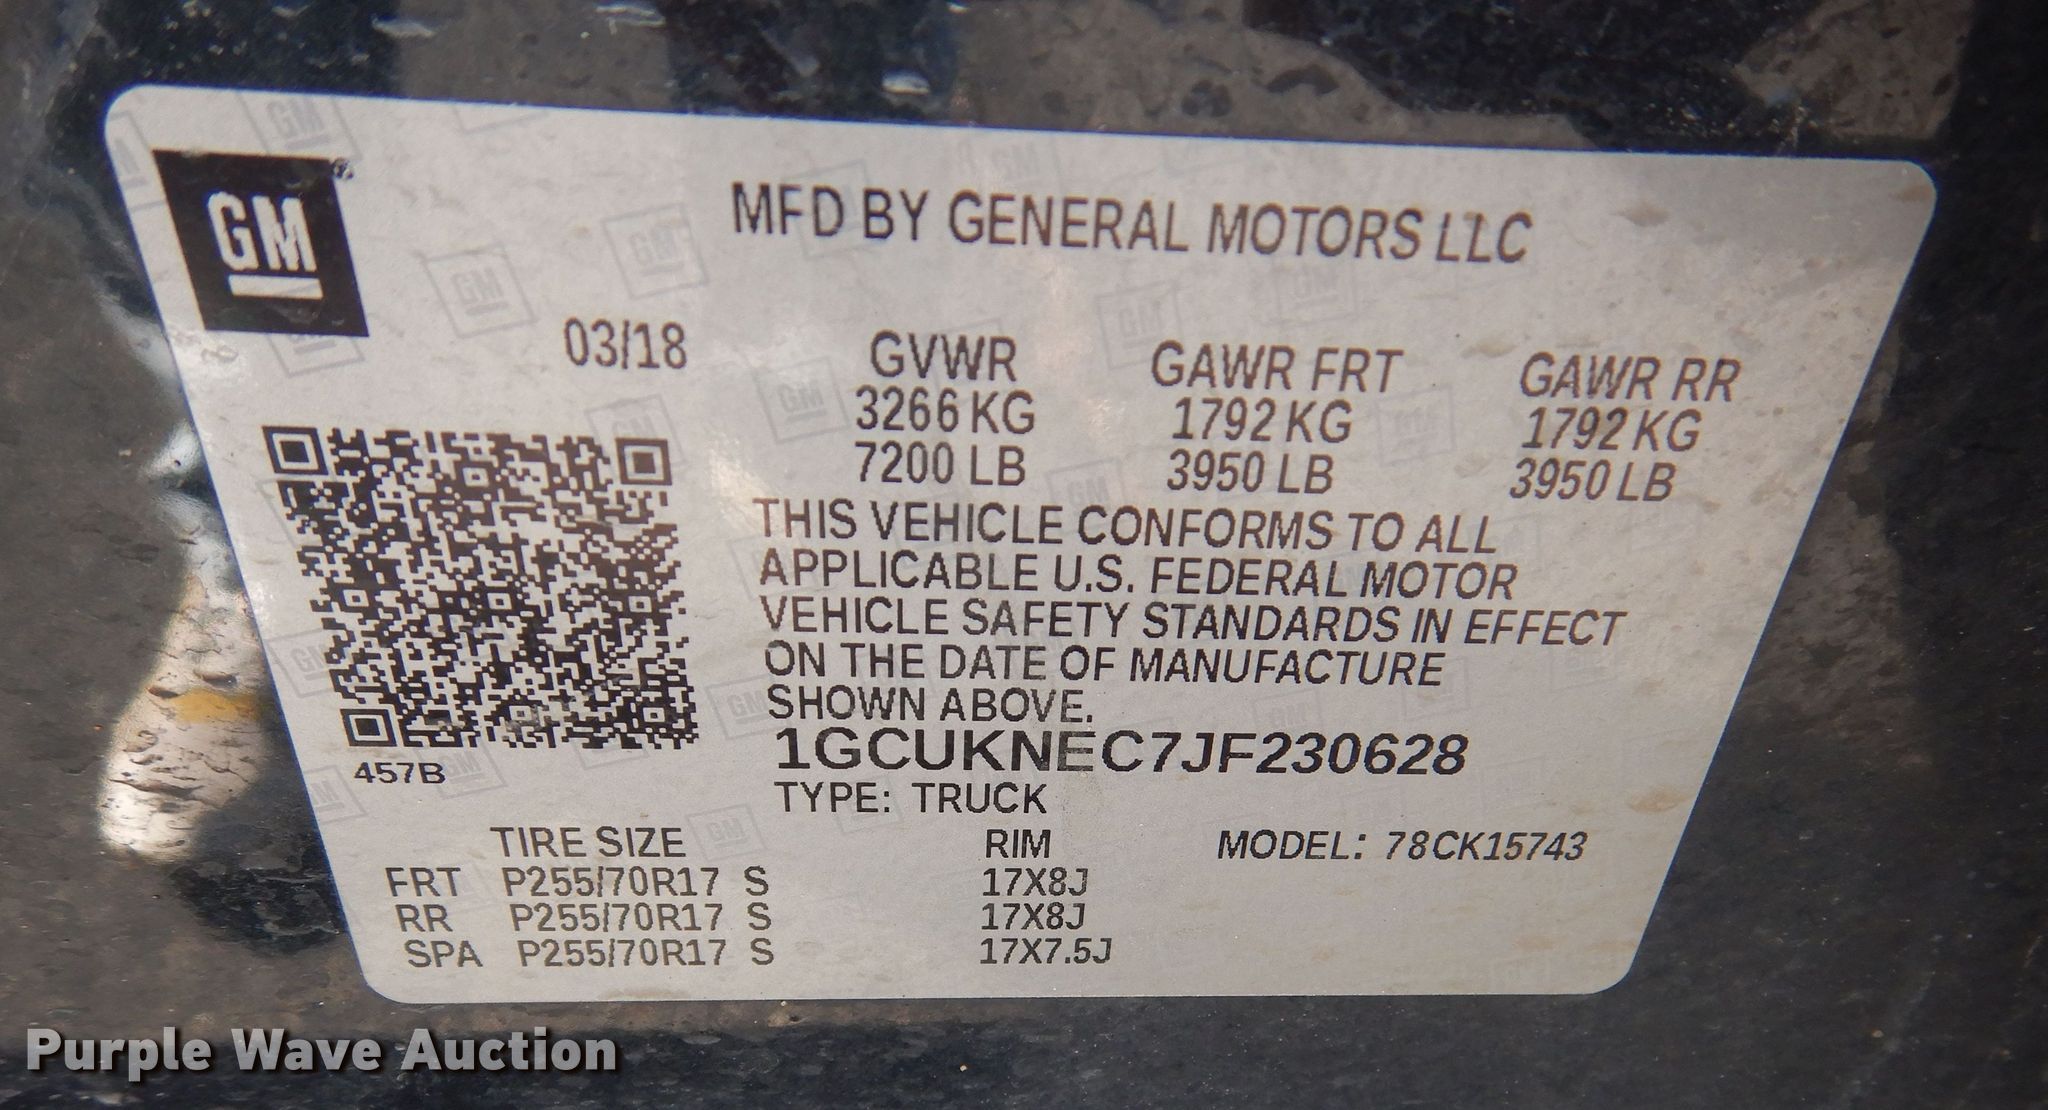 GM
MFD BY GENERAL MOTORS LLC
03/18
GVWR GAWR FRT GAWR RR
3266 KG 1792 KG 1792 KG
7200 LB 3950 LB 3950 LB
THIS VEHICLE CONFORMS TO ALL
APPLICABLE U.S. FEDERAL MOTOR
VEHICLE SAFETY STANDARDS IN EFFECT
ON THE DATE OF MANUFACTURE
SHOWN ABOVE.
1GCUKNEC7JF230628
457B
TYPE: TRUCK
TIRE SIZE RIM MODEL: 78CK15743
FRT P255/70R17 S 17X8J
RR P255/70R17 S 17X8J
SPA P255/70R17 S 17X7.5J
Purple Wave Auction